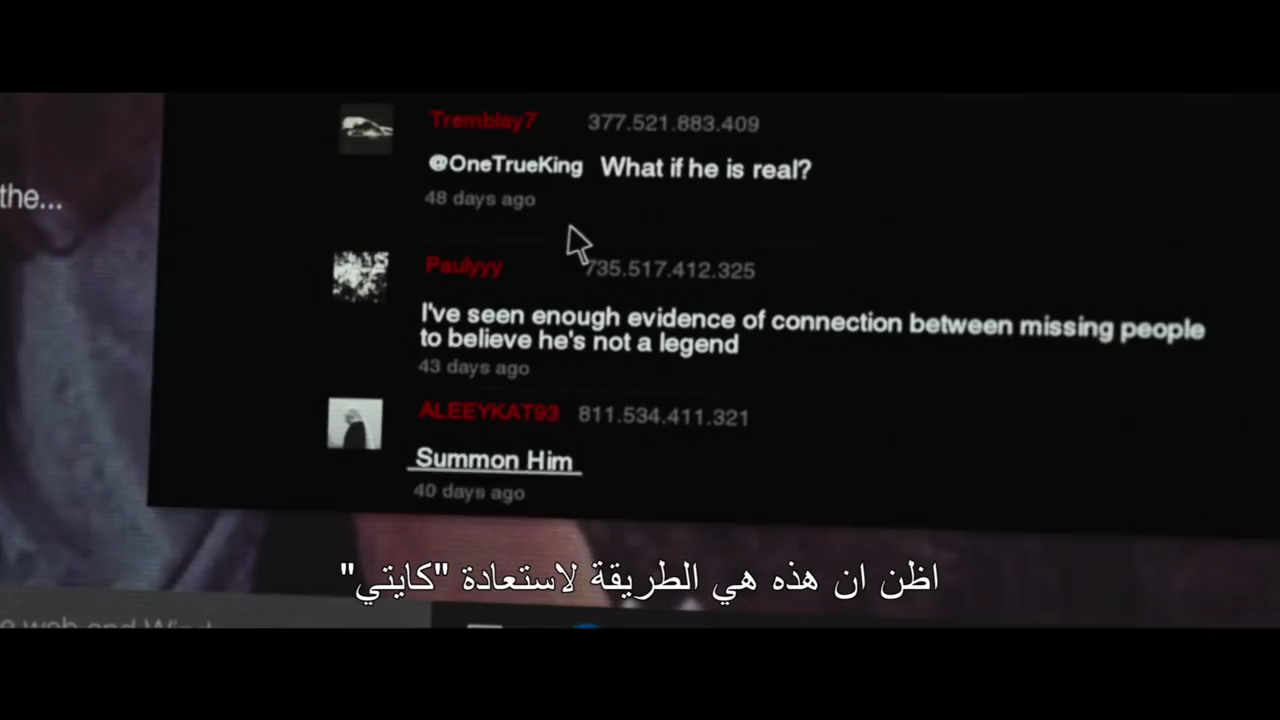 the...
Tremblay7 377.521.883.409
@OneTrueKing What if he is real?
48 days ago
Paulyyy 735.517.412.325
I've seen enough evidence of connection between missing people
to believe he's not a legend
43 days ago
ALEEYKAT93 811.534.411.321
Summon Him
40 days ago
اظن ان هذه هي الطريقة لاستعادة "كايتي"
web and